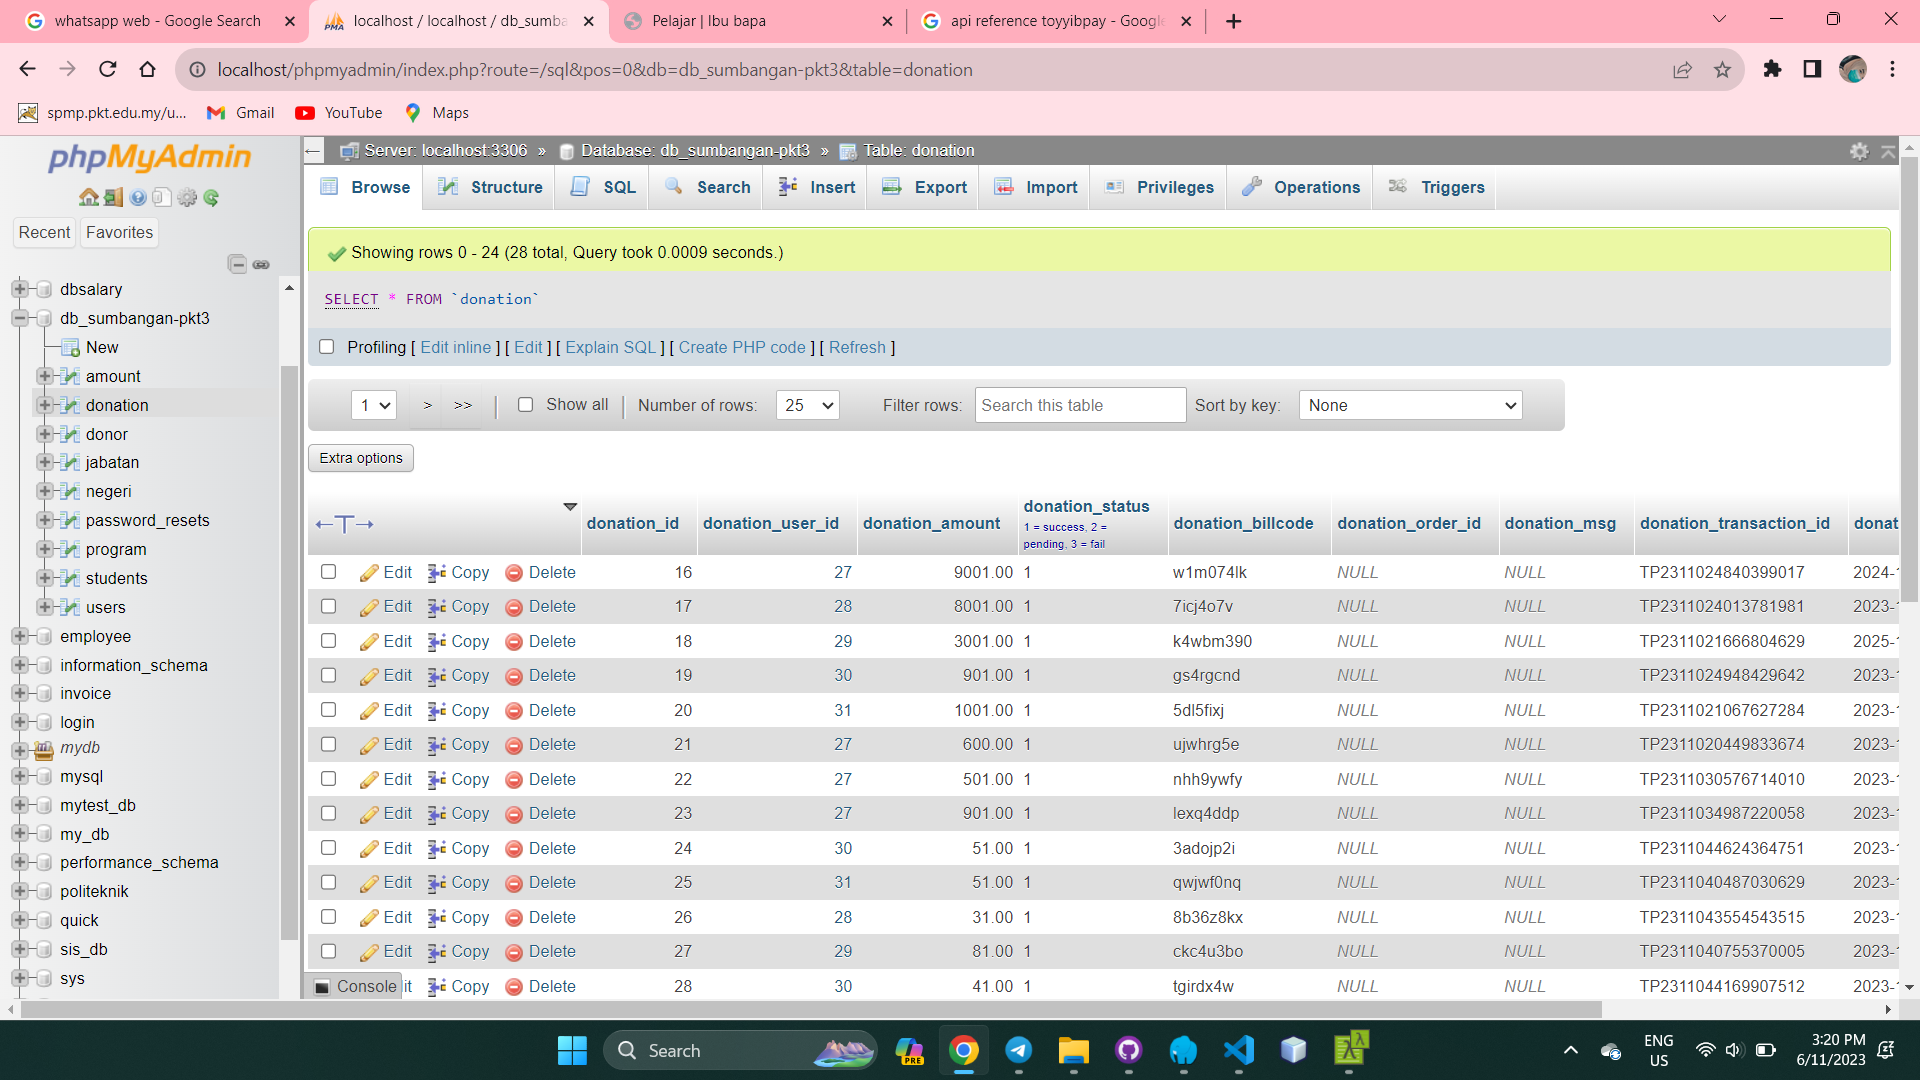 whatsapp web - Google Search
localhost / localhost / db_sumba
Pelajar | Ibu bapa
api reference toyyibpay - Google
localhost/phpmyadmin/index.php?route=/sql&pos=0&db=db_sumbangan-pkt3&table=donation
spmp.pkt.edu.my/u... Gmail YouTube Maps
phpMyAdmin
Recent Favorites
dbsalary
db_sumbangan-pkt3
New
amount
donation
donor
jabatan
negeri
password_resets
program
students
users
employee
information_schema
invoice
login
mydb
mysql
mytest_db
my_db
performance_schema
politeknik
quick
sis_db
sys
Server: localhost:3306 » Database: db_sumbangan-pkt3 » Table: donation
Browse Structure SQL Search Insert Export Import Privileges Operations Triggers
Showing rows 0 - 24 (28 total, Query took 0.0009 seconds.)
SELECT * FROM `donation`
Profiling [ Edit inline ] [ Edit ] [ Explain SQL ] [ Create PHP code ] [ Refresh ]
1 > >> | Show all | Number of rows: 25 Filter rows: Search this table Sort by key: None
Extra options
←T→ donation_id donation_user_id donation_amount donation_status 1 = success, 2 = pending, 3 = fail donation_billcode donation_order_id donation_msg donation_transaction_id donat
Edit Copy Delete 16 27 9001.00 1 w1m074lk NULL NULL TP2311024840399017 2024-1
Edit Copy Delete 17 28 8001.00 1 7icj4o7v NULL NULL TP2311024013781981 2023-1
Edit Copy Delete 18 29 3001.00 1 k4wbm390 NULL NULL TP2311021666804629 2025-1
Edit Copy Delete 19 30 901.00 1 gs4rgcnd NULL NULL TP2311024948429642 2023-1
Edit Copy Delete 20 31 1001.00 1 5dl5fixj NULL NULL TP2311021067627284 2023-1
Edit Copy Delete 21 27 600.00 1 ujwhrg5e NULL NULL TP2311020449833674 2023-1
Edit Copy Delete 22 27 501.00 1 nhh9ywfy NULL NULL TP2311030576714010 2023-1
Edit Copy Delete 23 27 901.00 1 lexq4ddp NULL NULL TP2311034987220058 2023-1
Edit Copy Delete 24 30 51.00 1 3adojp2i NULL NULL TP2311044624364751 2023-1
Edit Copy Delete 25 31 51.00 1 qwjwf0nq NULL NULL TP2311040487030629 2023-1
Edit Copy Delete 26 28 31.00 1 8b36z8kx NULL NULL TP2311043554543515 2023-1
Edit Copy Delete 27 29 81.00 1 ckc4u3bo NULL NULL TP2311040755370005 2023-1
Console it Copy Delete 28 30 41.00 1 tgirdx4w NULL NULL TP2311044169907512 2023-1
Search
PRE
ENG
US
3:20 PM
6/11/2023